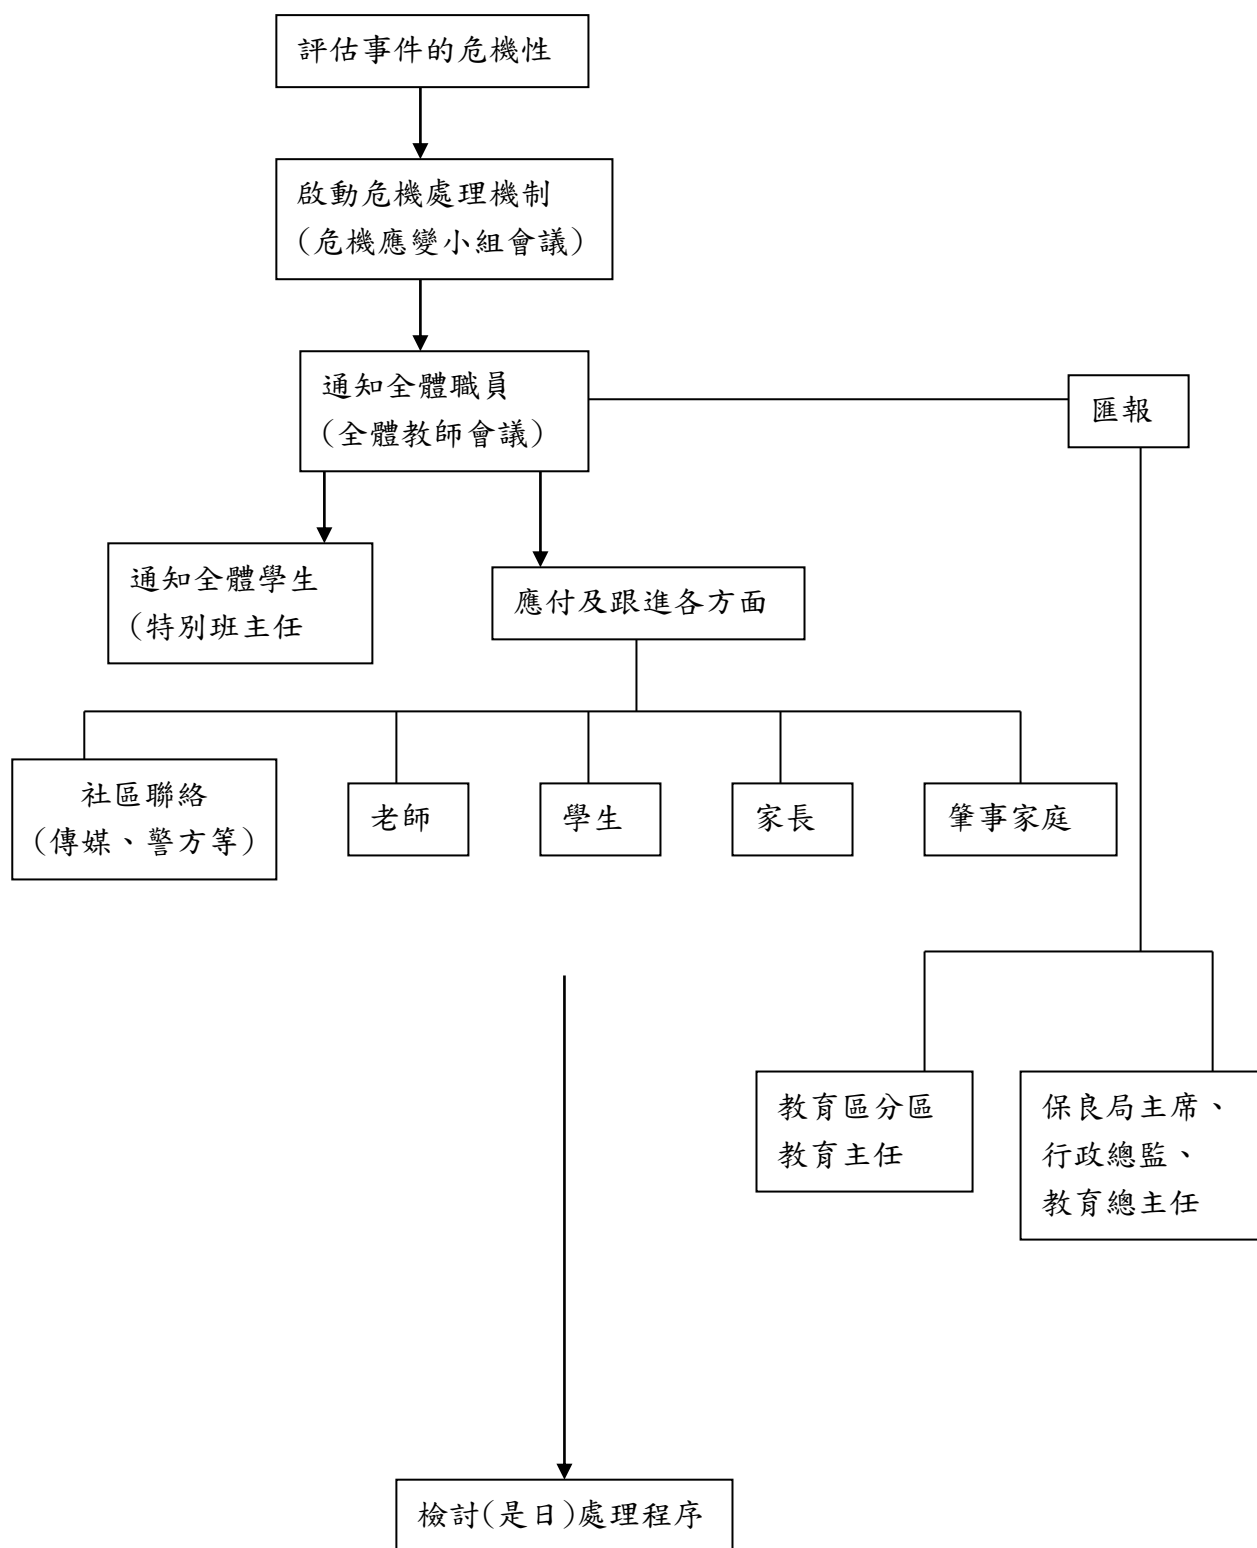 評估事件的危機性
啟動危機處理機制
(危機應變小組會議)
通知全體職員
(全體教師會議)
匯報
通知全體學生
(特別班主任
應付及跟進各方面
社區聯絡
(傳媒、警方等)
老師
學生
家長
肇事家庭
教育區分區
教育主任
保良局主席、
行政總監、
教育總主任
檢討(是日)處理程序